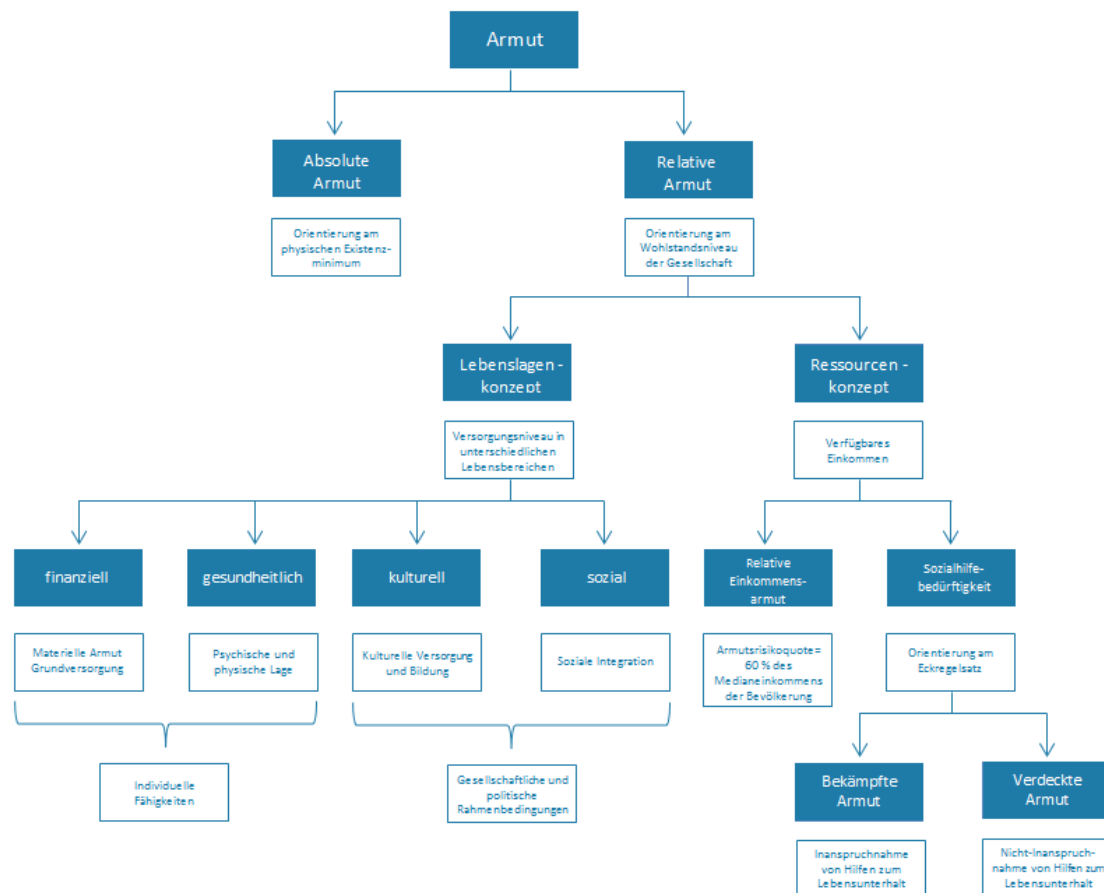 Armut
Absolute
Armut
Relative
Armut
Orientierung am
physischen Existenz-
minimum
Orientierung am
Wohlstandsniveau
der Gesellschaft
Lebenslagen -
konzept
Ressourcen -
konzept
Versorgungsniveau in
unterschiedlichen
Lebensbereichen
Verfügbares
Einkommen
finanziell
gesundheitlich
kulturell
sozial
Relative
Einkommens-
armut
Sozialhilfe-
bedürftigkeit
Materielle Armut
Grundversorgung
Psychische und
physische Lage
Kulturelle Versorgung
und Bildung
Soziale Integration
Armutsrisikoquote=
60 % des
Medianeinkommens
der Bevölkerung
Orientierung am
Eckregelsatz
Individuelle
Fähigkeiten
Gesellschaftliche und
politische
Rahmenbedingungen
Bekämpfte
Armut
Verdeckte
Armut
Inanspruchnahme
von Hilfen zum
Lebensunterhalt
Nicht-Inanspruch-
nahme von Hilfen zum
Lebensunterhalt